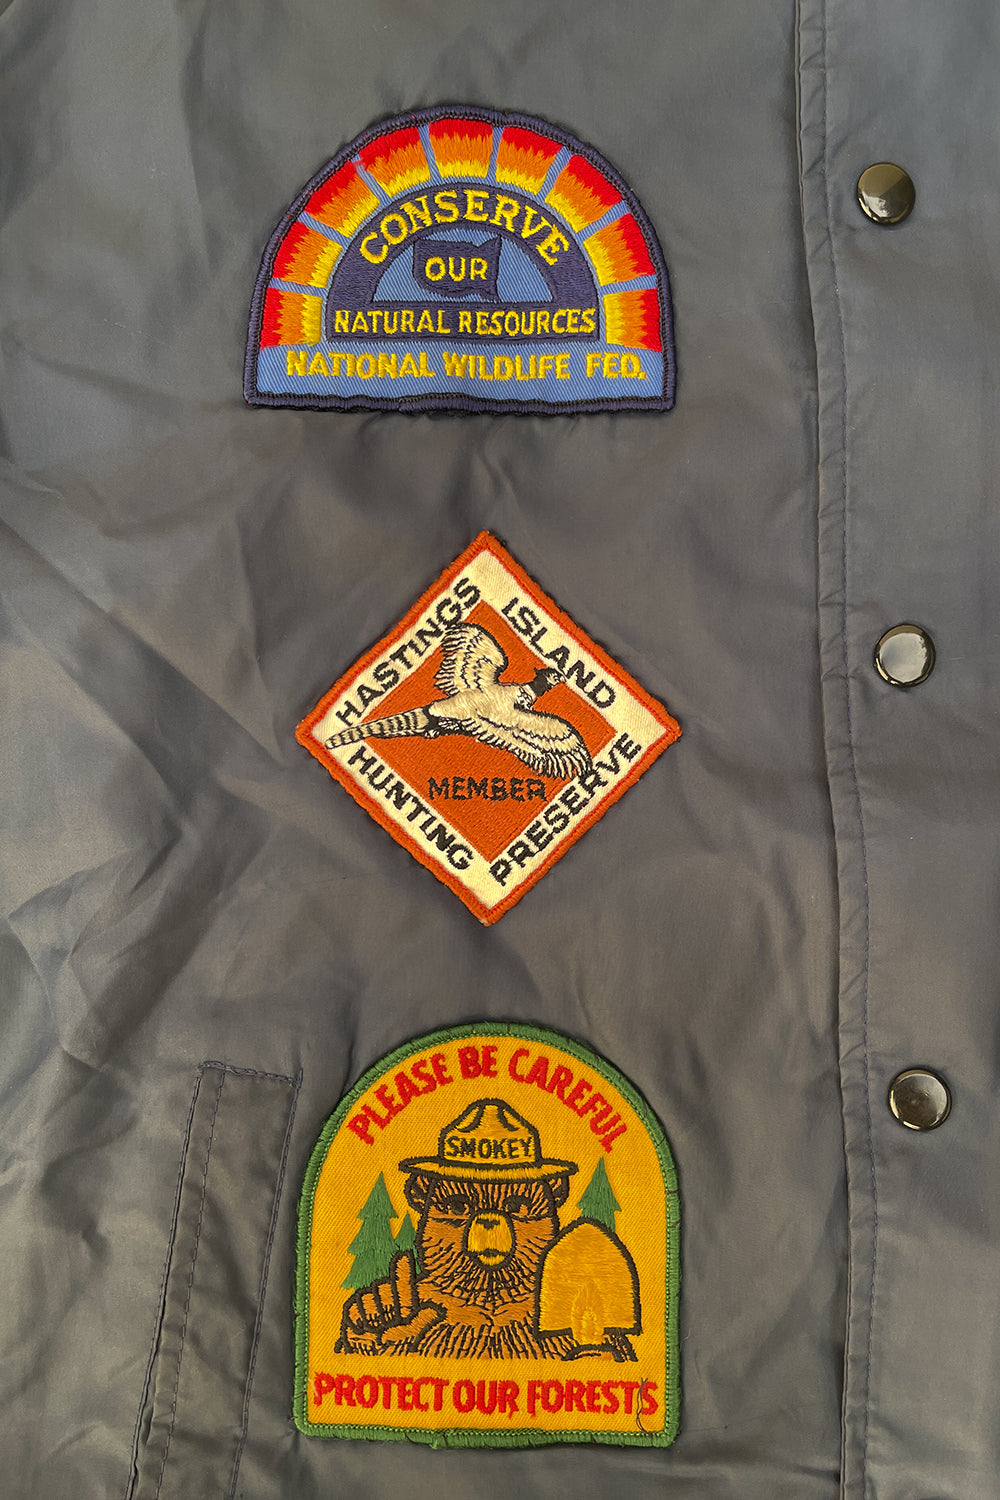 CONSERVE
OUR
NATURAL RESOURCES
NATIONAL WILDLIFE FED.
HASTINGS ISLAND
HUNTING PRESERVE
MEMBER
PLEASE BE CAREFUL
SMOKEY
PROTECT OUR FORESTS